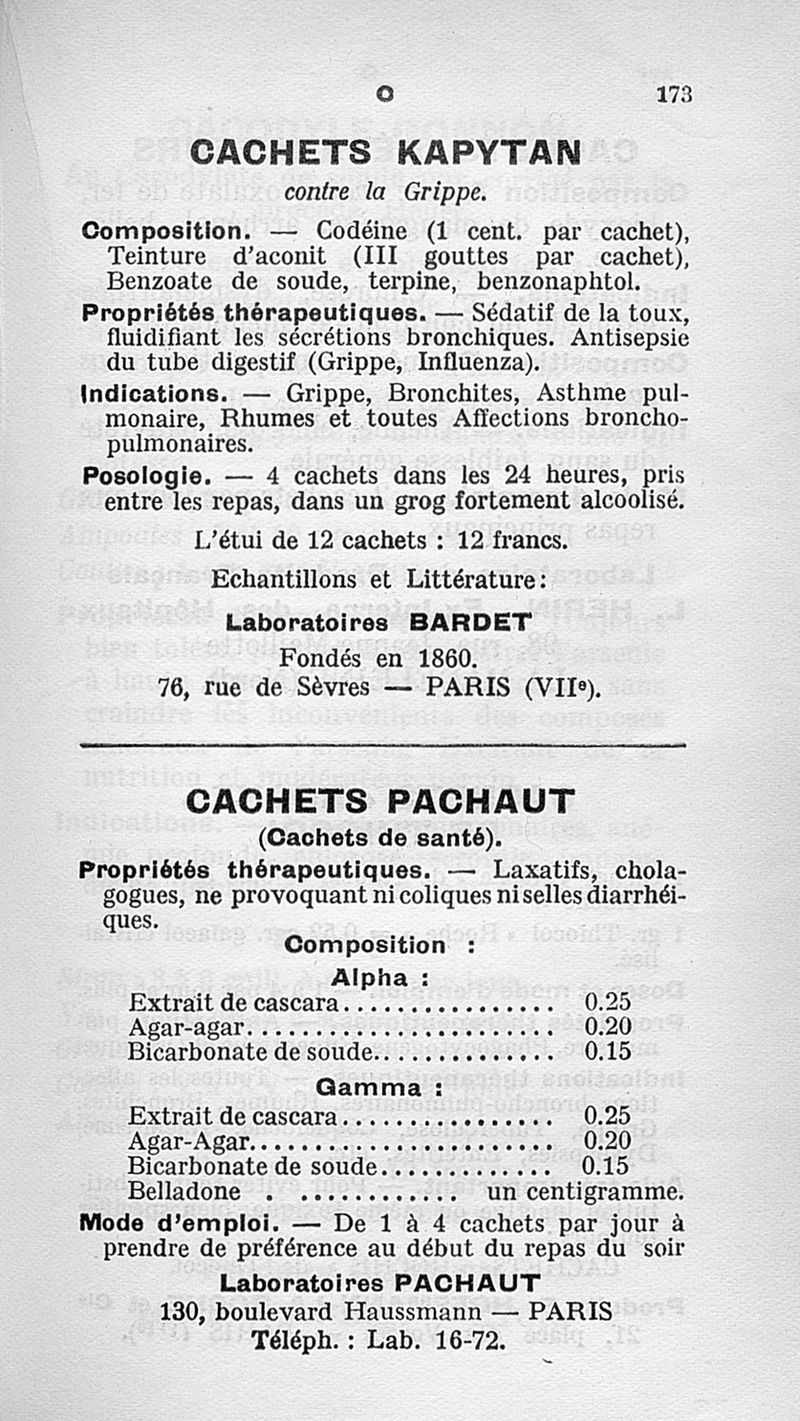 O 173
CACHETS KAPYTAN
contre la Grippe.
Composition. — Codéine (1 cent. par cachet),
Teinture d'aconit (III gouttes par cachet),
Benzoate de soude, terpine, benzonaphtol.
Propriétés thérapeutiques. — Sédatif de la toux,
fluidifiant les sécrétions bronchiques. Antisepsie
du tube digestif (Grippe, Influenza).
Indications. — Grippe, Bronchites, Asthme pul-
monaire, Rhumes et toutes Affections broncho-
pulmonaires.
Posologie. — 4 cachets dans les 24 heures, pris
entre les repas, dans un grog fortement alcoolisé.
L'étui de 12 cachets : 12 francs.
Echantillons et Littérature:
Laboratoires BARDET
Fondés en 1860.
76, rue de Sèvres — PARIS (VIIe).
CACHETS PACHAUT
(Cachets de santé).
Propriétés thérapeutiques. — Laxatifs, chola-
gogues, ne provoquant ni coliques ni selles diarrhéi-
ques.
Composition :
Alpha :
Extrait de cascara................ 0.25
Agar-agar....................... 0.20
Bicarbonate de soude.............. 0.15
Gamma :
Extrait de cascara................ 0.25
Agar-Agar....................... 0.20
Bicarbonate de soude............. 0.15
Belladone . ............ un centigramme.
Mode d'emploi. — De 1 à 4 cachets par jour à
prendre de préférence au début du repas du soir
Laboratoires PACHAUT
130, boulevard Haussmann — PARIS
Téléph. : Lab. 16-72.